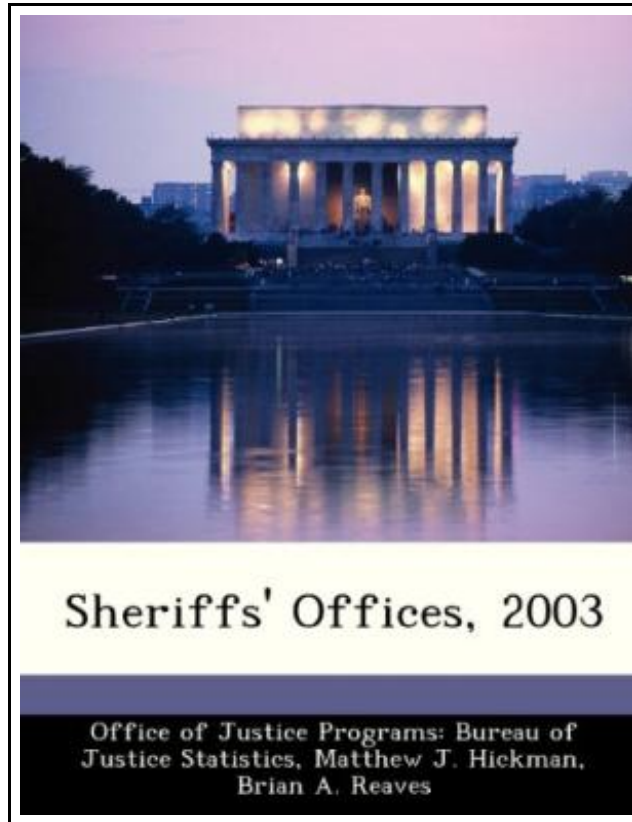 Sheriffs' Offices, 2003
Office of Justice Programs: Bureau of
Justice Statistics, Matthew J. Hickman,
Brian A. Reaves